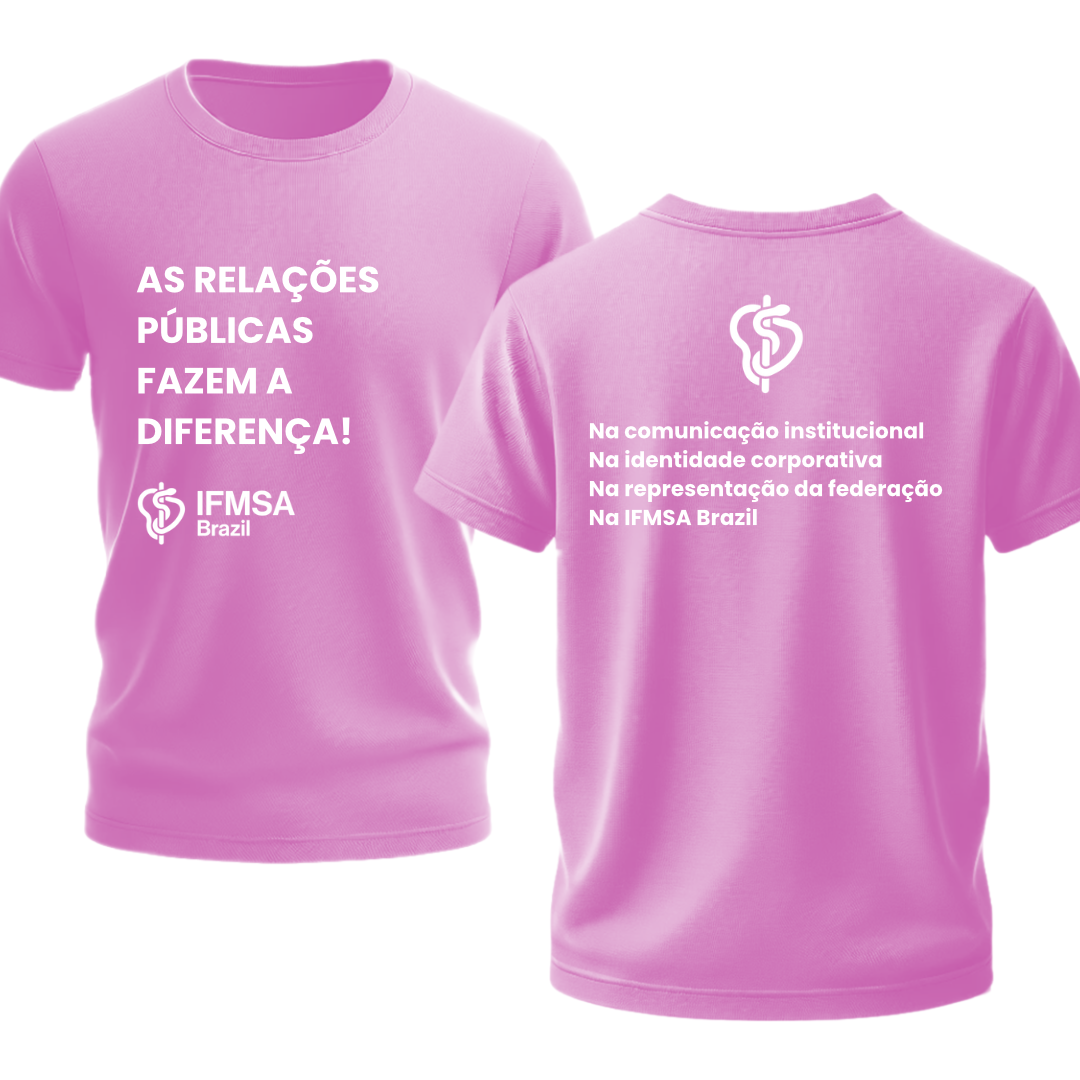 AS RELAÇÕES
PÚBLICAS
FAZEM A
DIFERENÇA!
IFMSA
Brazil
Na comunicação institucional
Na identidade corporativa
Na representação da federação
Na IFMSA Brazil